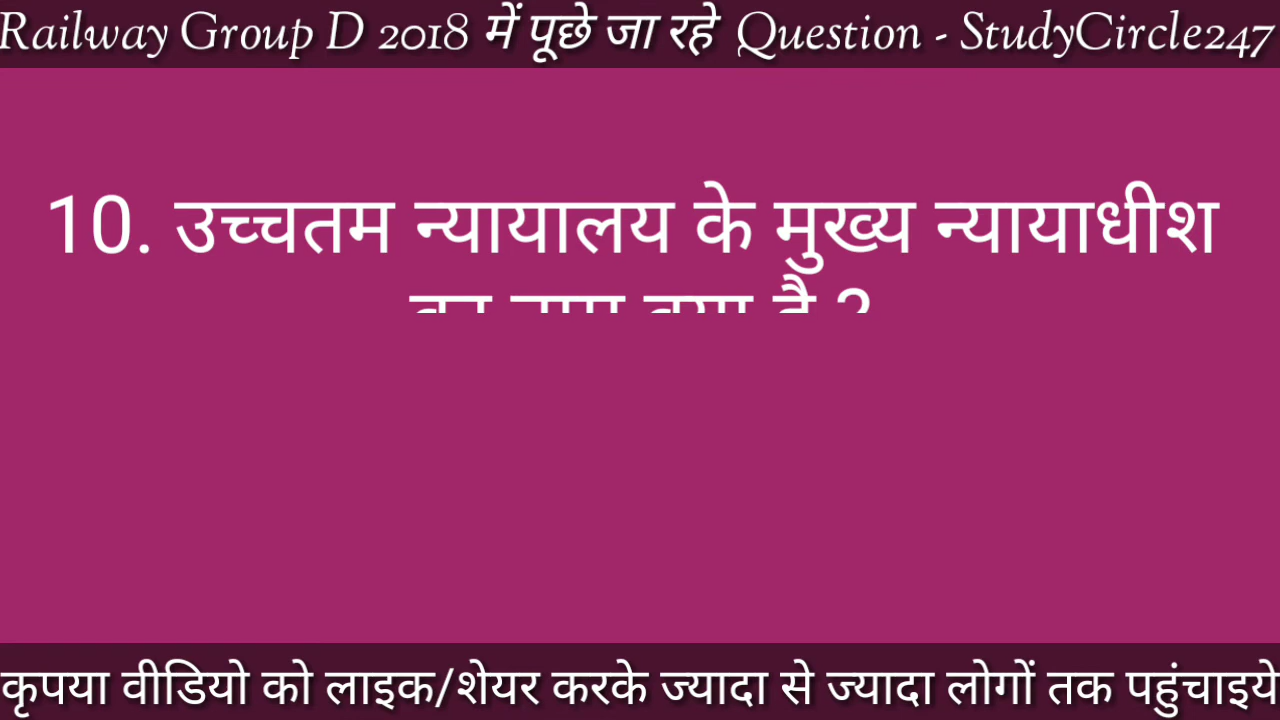 Railway Group D 2018 में पूछे जा रहे Question - StudyCircle247
10. उच्चतम न्यायालय के मुख्य न्यायाधीश
का नाम क्या है ?
कृपया वीडियो को लाइक/शेयर करके ज्यादा से ज्यादा लोगों तक पहुंचाइये